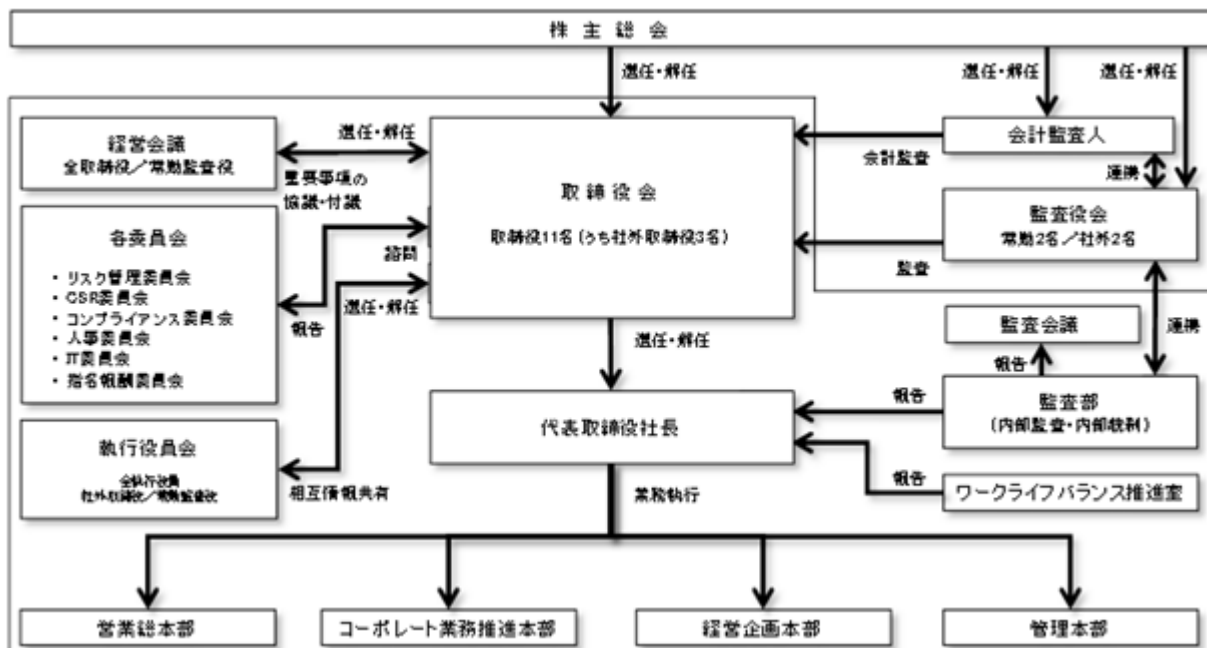 株主総会
選任・解任
選任・解任
選任・解任
経営会議
全取締役／常勤監査役
選任・解任
重要事項の
協議・付議
取締役会
取締役11名（うち社外取締役3名）
会計監査人
会計監査
連携
監査役会
常勤2名／社外2名
監査
各委員会
・ リスク管理委員会
・ CSR委員会
・ コンプライアンス委員会
・ 人事委員会
・ IT委員会
・ 指名報酬委員会
諮問
報告
選任・解任
選任・解任
監査会議
報告
連携
監査部
（内部監査・内部統制）
報告
代表取締役社長
執行役員会
全執行役員
社外取締役／常勤監査役
相互情報共有
業務執行
報告
ワークライフバランス推進室
営業総本部
コーポレート業務推進本部
経営企画本部
管理本部